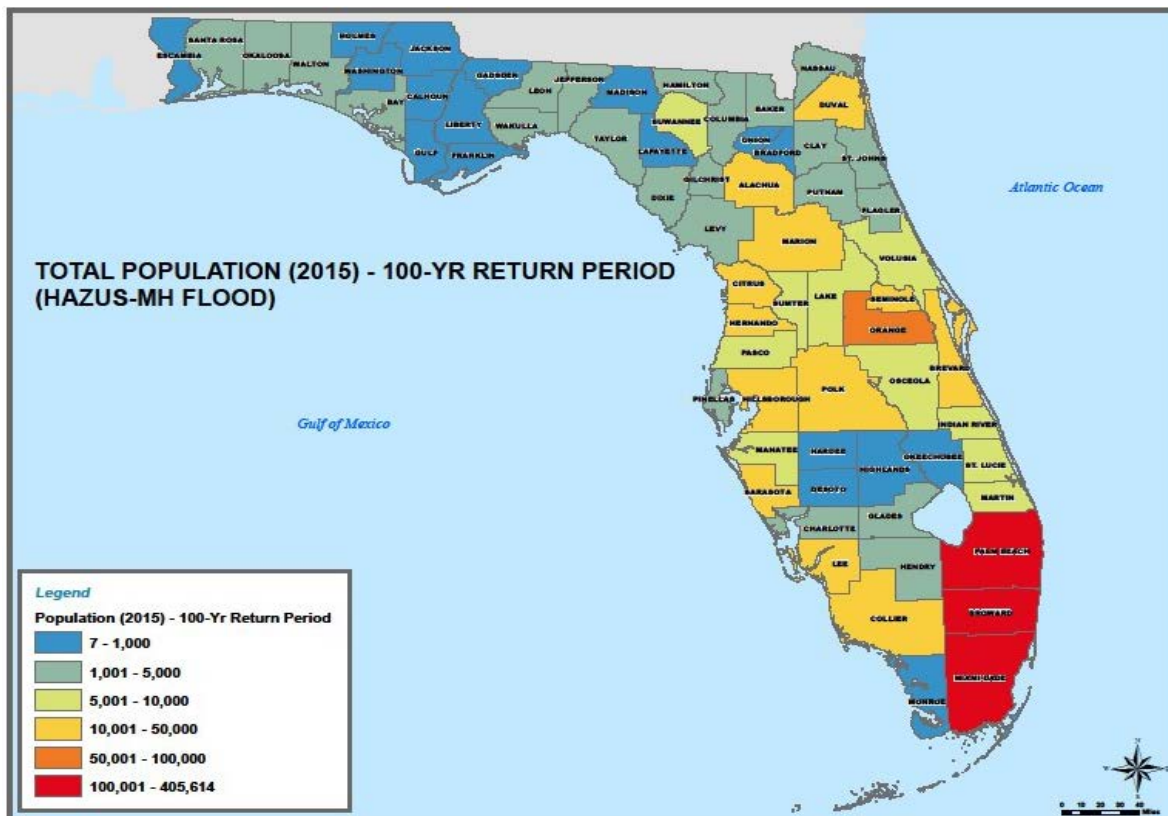 HOLMES
JACKSON
SANTA ROSA
ESCAMBIA
OKALOOSA
WALTON
WASHINGTON
GADSDEN
NASSAU
JEFFERSON
HAMILTON
LEON
MADISON
CALHOUN
BAY
DUVAL
BAKER
SUWANNEE
COLUMBIA
LIBERTY
WAKULLA
TAYLOR
UNION
LAFAYETTE
BRADFORD
CLAY
GULF
FRANKLIN
ST. JOHNS
GILCHRIST
ALACHUA
PUTNAM
DIXIE
FLAGLER
LEVY
Atlantic Ocean
MARION
VOLUSIA
TOTAL POPULATION (2015) - 100-YR RETURN PERIOD
(HAZUS-MH FLOOD)
CITRUS
SUMTER
LAKE
SEMINOLE
HERNANDO
ORANGE
PASCO
BREVARD
OSCEOLA
POLK
PINELLAS
HILLSBOROUGH
Gulf of Mexico
INDIAN RIVER
MANATEE
HARDEE
OKEECHOBEE
HIGHLANDS
ST. LUCIE
SARASOTA
DESOTO
MARTIN
CHARLOTTE
GLADES
PALM BEACH
LEE
HENDRY
BROWARD
COLLIER
MIAMI-DADE
MONROE
Legend
Population (2015) - 100-Yr Return Period
7 - 1,000
1,001 - 5,000
5,001 - 10,000
10,001 - 50,000
50,001 - 100,000
100,001 - 405,614
N
W
E
S
0 10 20 30 40
Miles